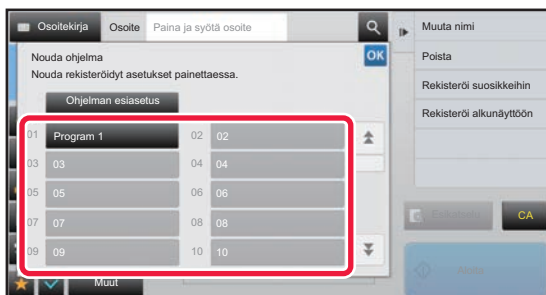 Osoitekirja Osoite Paina ja syötä osoite
Nouda ohjelma OK
Nouda rekisteröidyt asetukset painettaessa.
Ohjelman esiasetus
01 Program 1 02 02
03 03 04 04
05 05 06 06
07 07 08 08
09 09 10 10
Muut
Muuta nimi
Poista
Rekisteröi suosikkeihin
Rekisteröi alkunäyttöön
CA